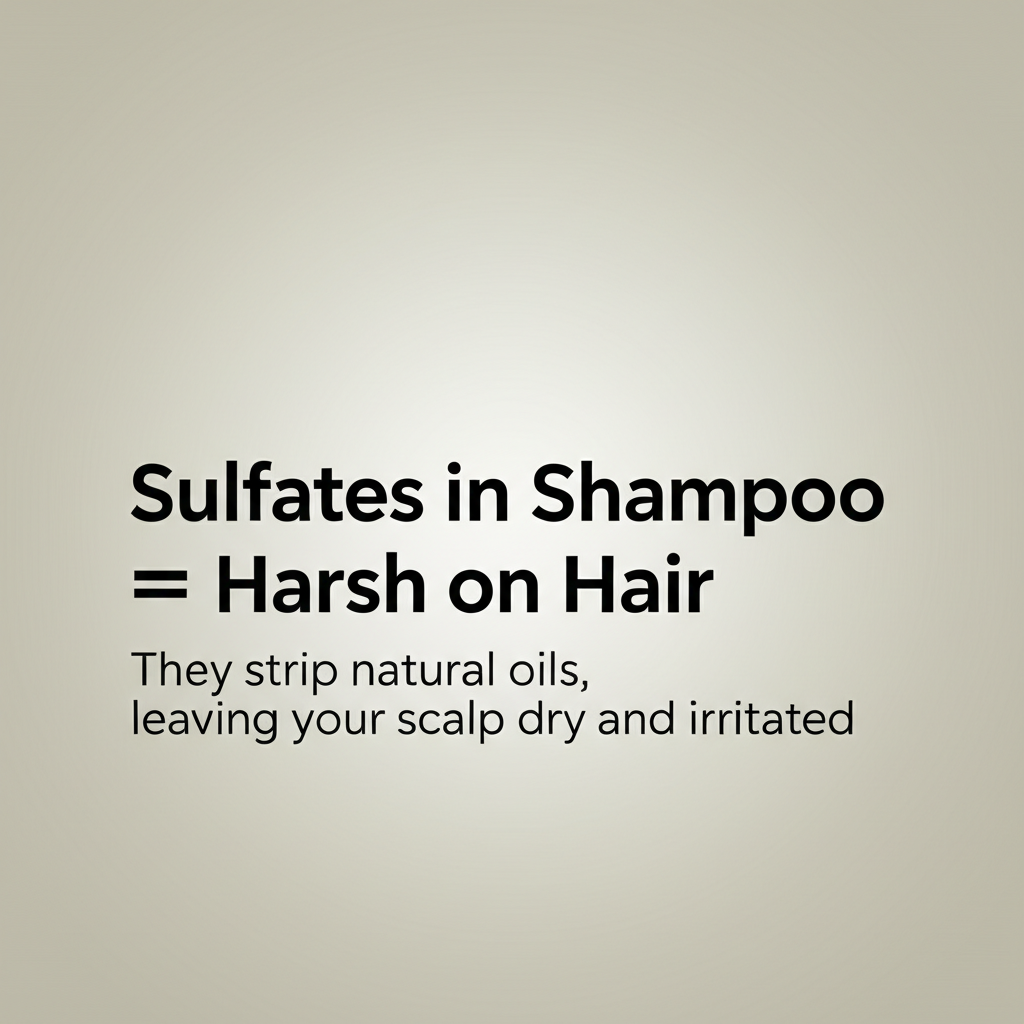 Sulfates in Shampoo
= Harsh on Hair
They strip natural oils,
leaving your scalp dry and irritated